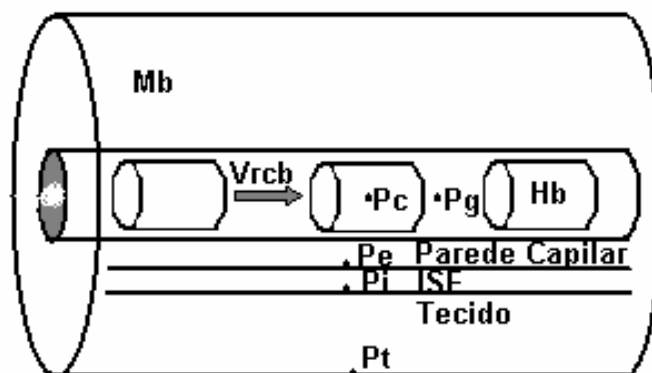 Mb
Vrcb
•Pc •Pg Hb
Pe Parede Capilar
Pi ISF
Tecido
Pt